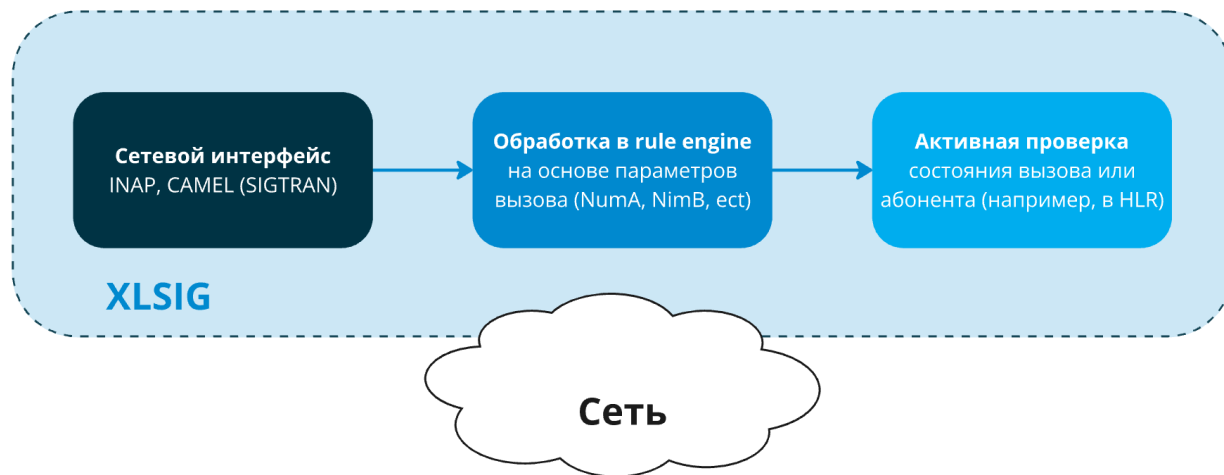 Сетевой интерфейс
INAP, CAMEL (SIGTRAN)
Обработка в rule engine
на основе параметров
вызова (NumA, NimB, ect)
Активная проверка
состояния вызова или
абонента (например, в HLR)
XLSIG
Сеть